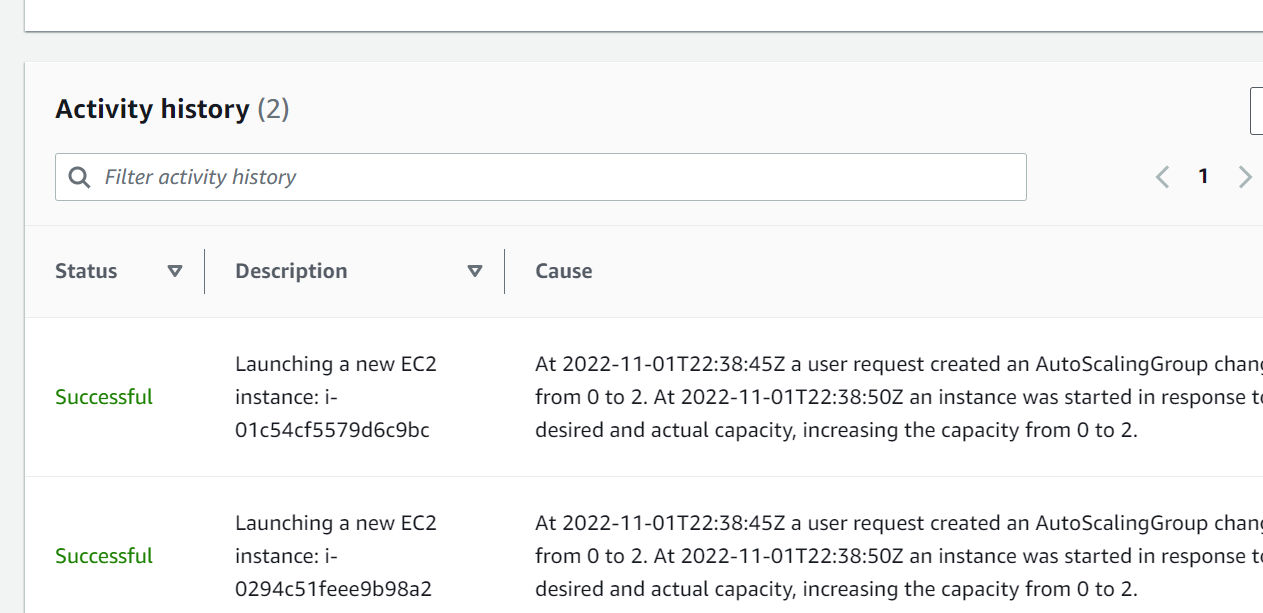 Activity history (2)
Filter activity history
1
Status
Description
Cause
Successful
Launching a new EC2
instance: i-
01c54cf5579d6c9bc
At 2022-11-01T22:38:45Z a user request created an AutoScalingGroup
from 0 to 2. At 2022-11-01T22:38:50Z an instance was started in response
desired and actual capacity, increasing the capacity from 0 to 2.
Successful
Launching a new EC2
instance: i-
0294c51feee9b98a2
At 2022-11-01T22:38:45Z a user request created an AutoScalingGroup
from 0 to 2. At 2022-11-01T22:38:50Z an instance was started in response
desired and actual capacity, increasing the capacity from 0 to 2.